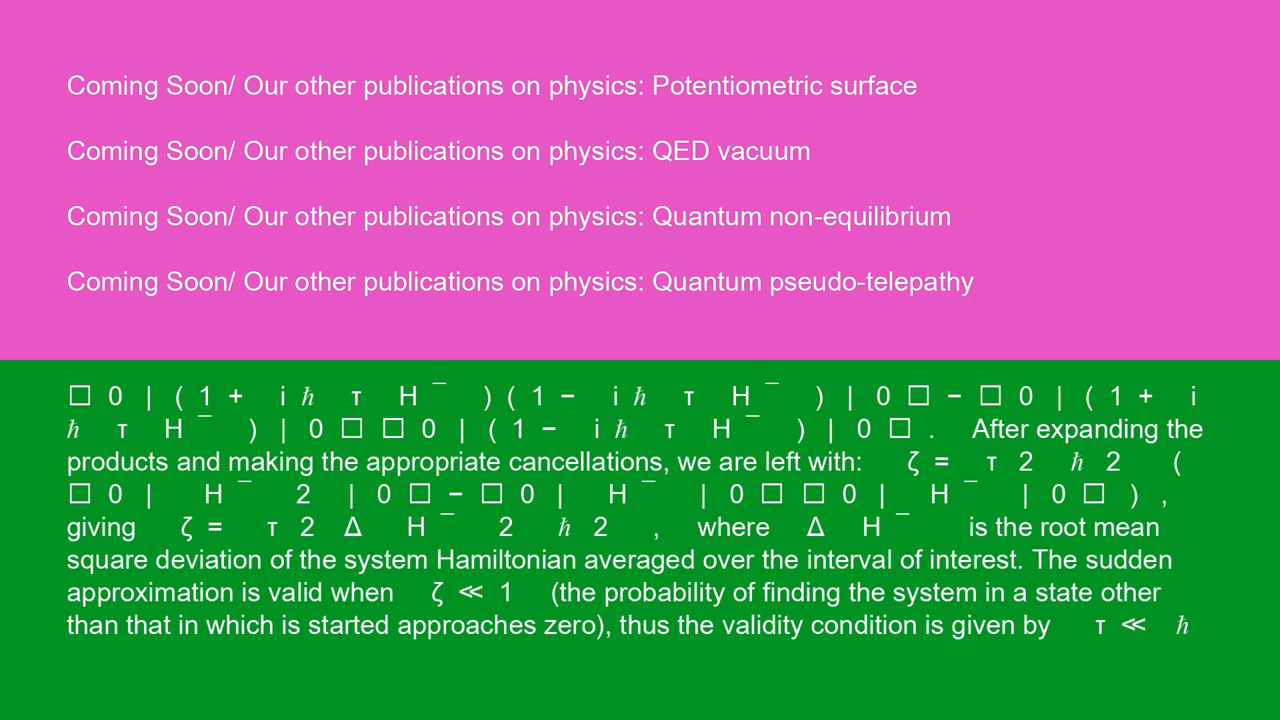 Coming Soon/ Our other publications on physics: Potentiometric surface
Coming Soon/ Our other publications on physics: QED vacuum
Coming Soon/ Our other publications on physics: Quantum non-equilibrium
Coming Soon/ Our other publications on physics: Quantum pseudo-telepathy
□ 0 | ( 1 + i ℏ τ H ¯ ) ( 1 − i ℏ τ H ¯ ) | 0 □ − □ 0 | ( 1 + i
ℏ τ H ¯ ) | 0 □ □ 0 | ( 1 − i ℏ τ H ¯ ) | 0 □ . After expanding the
products and making the appropriate cancellations, we are left with: ζ = τ 2 ℏ 2 (
□ 0 | H ¯ 2 | 0 □ − □ 0 | H ¯ | 0 □ □ 0 | H ¯ | 0 □ ) ,
giving ζ = τ 2 Δ H ¯ 2 ℏ 2 , where Δ H ¯ is the root mean
square deviation of the system Hamiltonian averaged over the interval of interest. The sudden
approximation is valid when ζ ≪ 1 (the probability of finding the system in a state other
than that in which is started approaches zero), thus the validity condition is given by τ ≪ ℏ